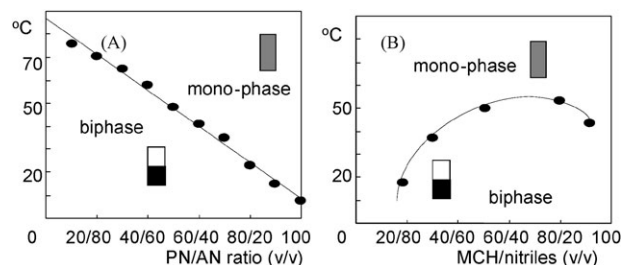 °C
(A)
70
mono-phase
50
biphase
20
0
20/80 40/60 60/40 80/20 100
PN/AN ratio (v/v)
°C
(B)
mono-phase
50
20
biphase
0
20/80 40/60 60/40 80/20 100
MCH/nitriles (v/v)